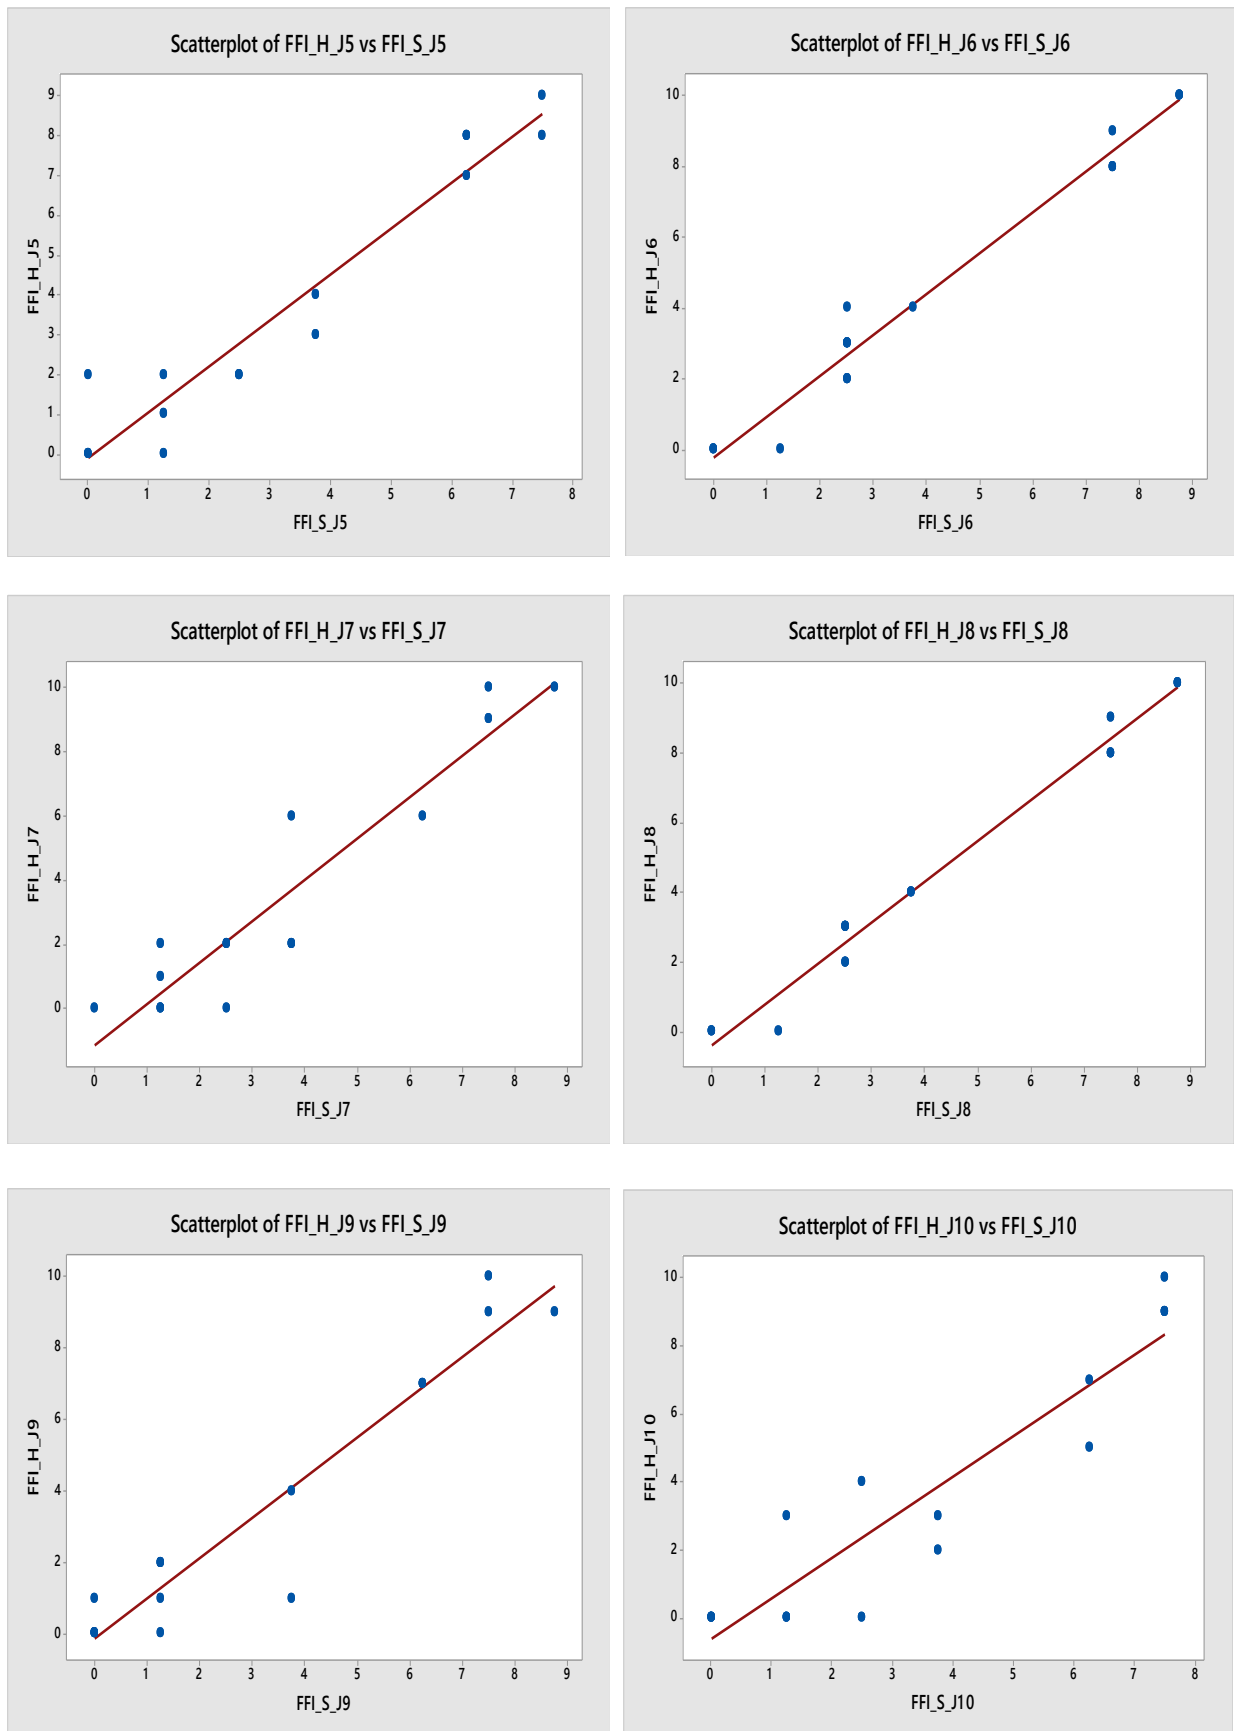 Scatterplot of FFI_H_J5 vs FFI_S_J5
9
8
7
6
5
4
3
2
1
0
FFI_H_J5
0 1 2 3 4 5 6 7 8
FFI_S_J5
Scatterplot of FFI_H_J6 vs FFI_S_J6
10
8
6
4
2
0
FFI_H_J6
0 1 2 3 4 5 6 7 8 9
FFI_S_J6
Scatterplot of FFI_H_J7 vs FFI_S_J7
10
8
6
4
2
0
FFI_H_J7
0 1 2 3 4 5 6 7 8 9
FFI_S_J7
Scatterplot of FFI_H_J8 vs FFI_S_J8
10
8
6
4
2
0
FFI_H_J8
0 1 2 3 4 5 6 7 8 9
FFI_S_J8
Scatterplot of FFI_H_J9 vs FFI_S_J9
10
8
6
4
2
0
FFI_H_J9
0 1 2 3 4 5 6 7 8 9
FFI_S_J9
Scatterplot of FFI_H_J10 vs FFI_S_J10
10
8
6
4
2
0
FFI_H_J10
0 1 2 3 4 5 6 7 8
FFI_S_J10